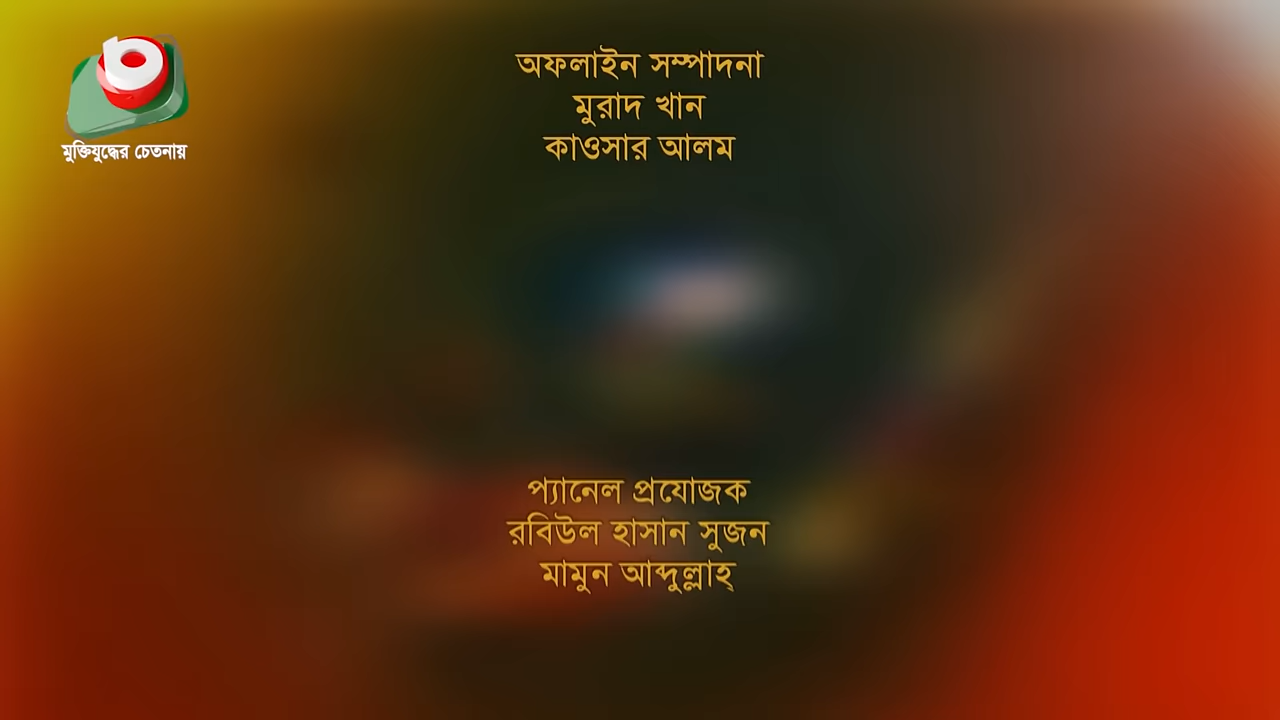 অফলাইন সম্পাদনা
মুরাদ খান
কাওসার আলম
মুক্তিযুদ্ধের চেতনায়
প্যানেল প্রযোজক
রবিউল হাসান সুজন
মামুন আব্দুল্লাহ্